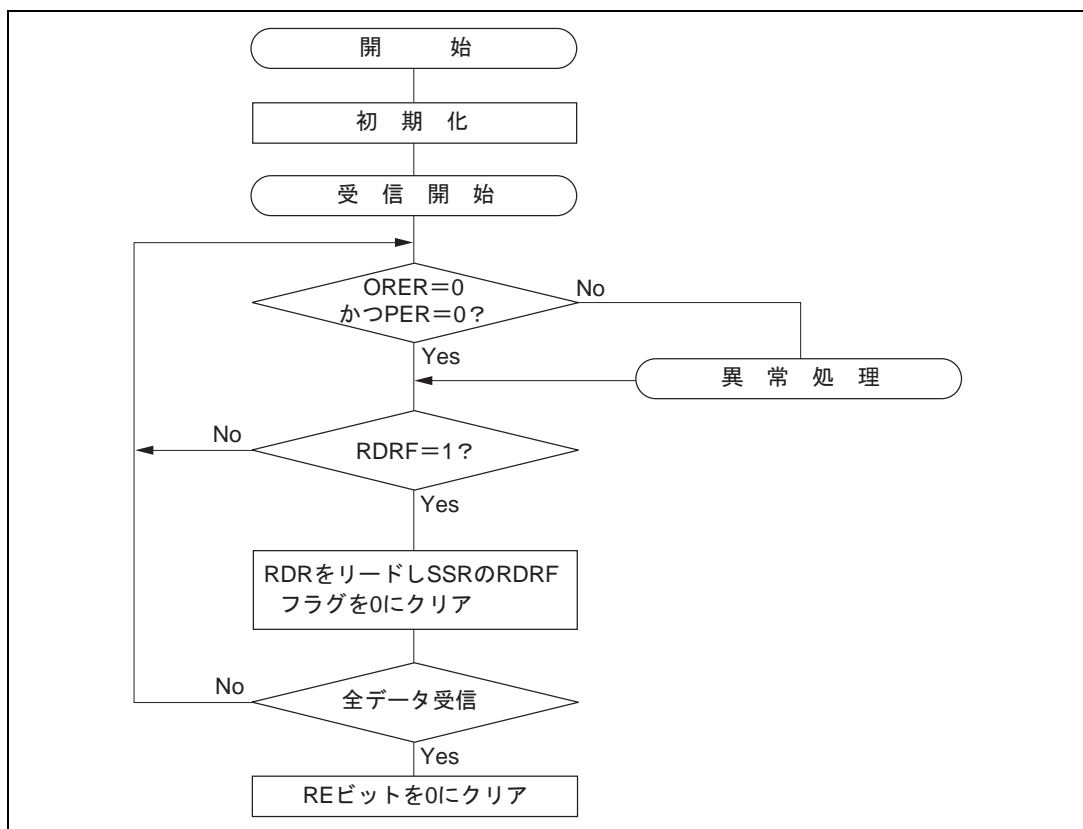 開 始
初 期 化
受 信 開 始
ORER=0
かつPER=0?
No
Yes
異 常 処 理
No
RDRF=1?
Yes
RDRをリードしSSRのRDRF
フラグを0にクリア
No
全データ受信
Yes
REビットを0にクリア